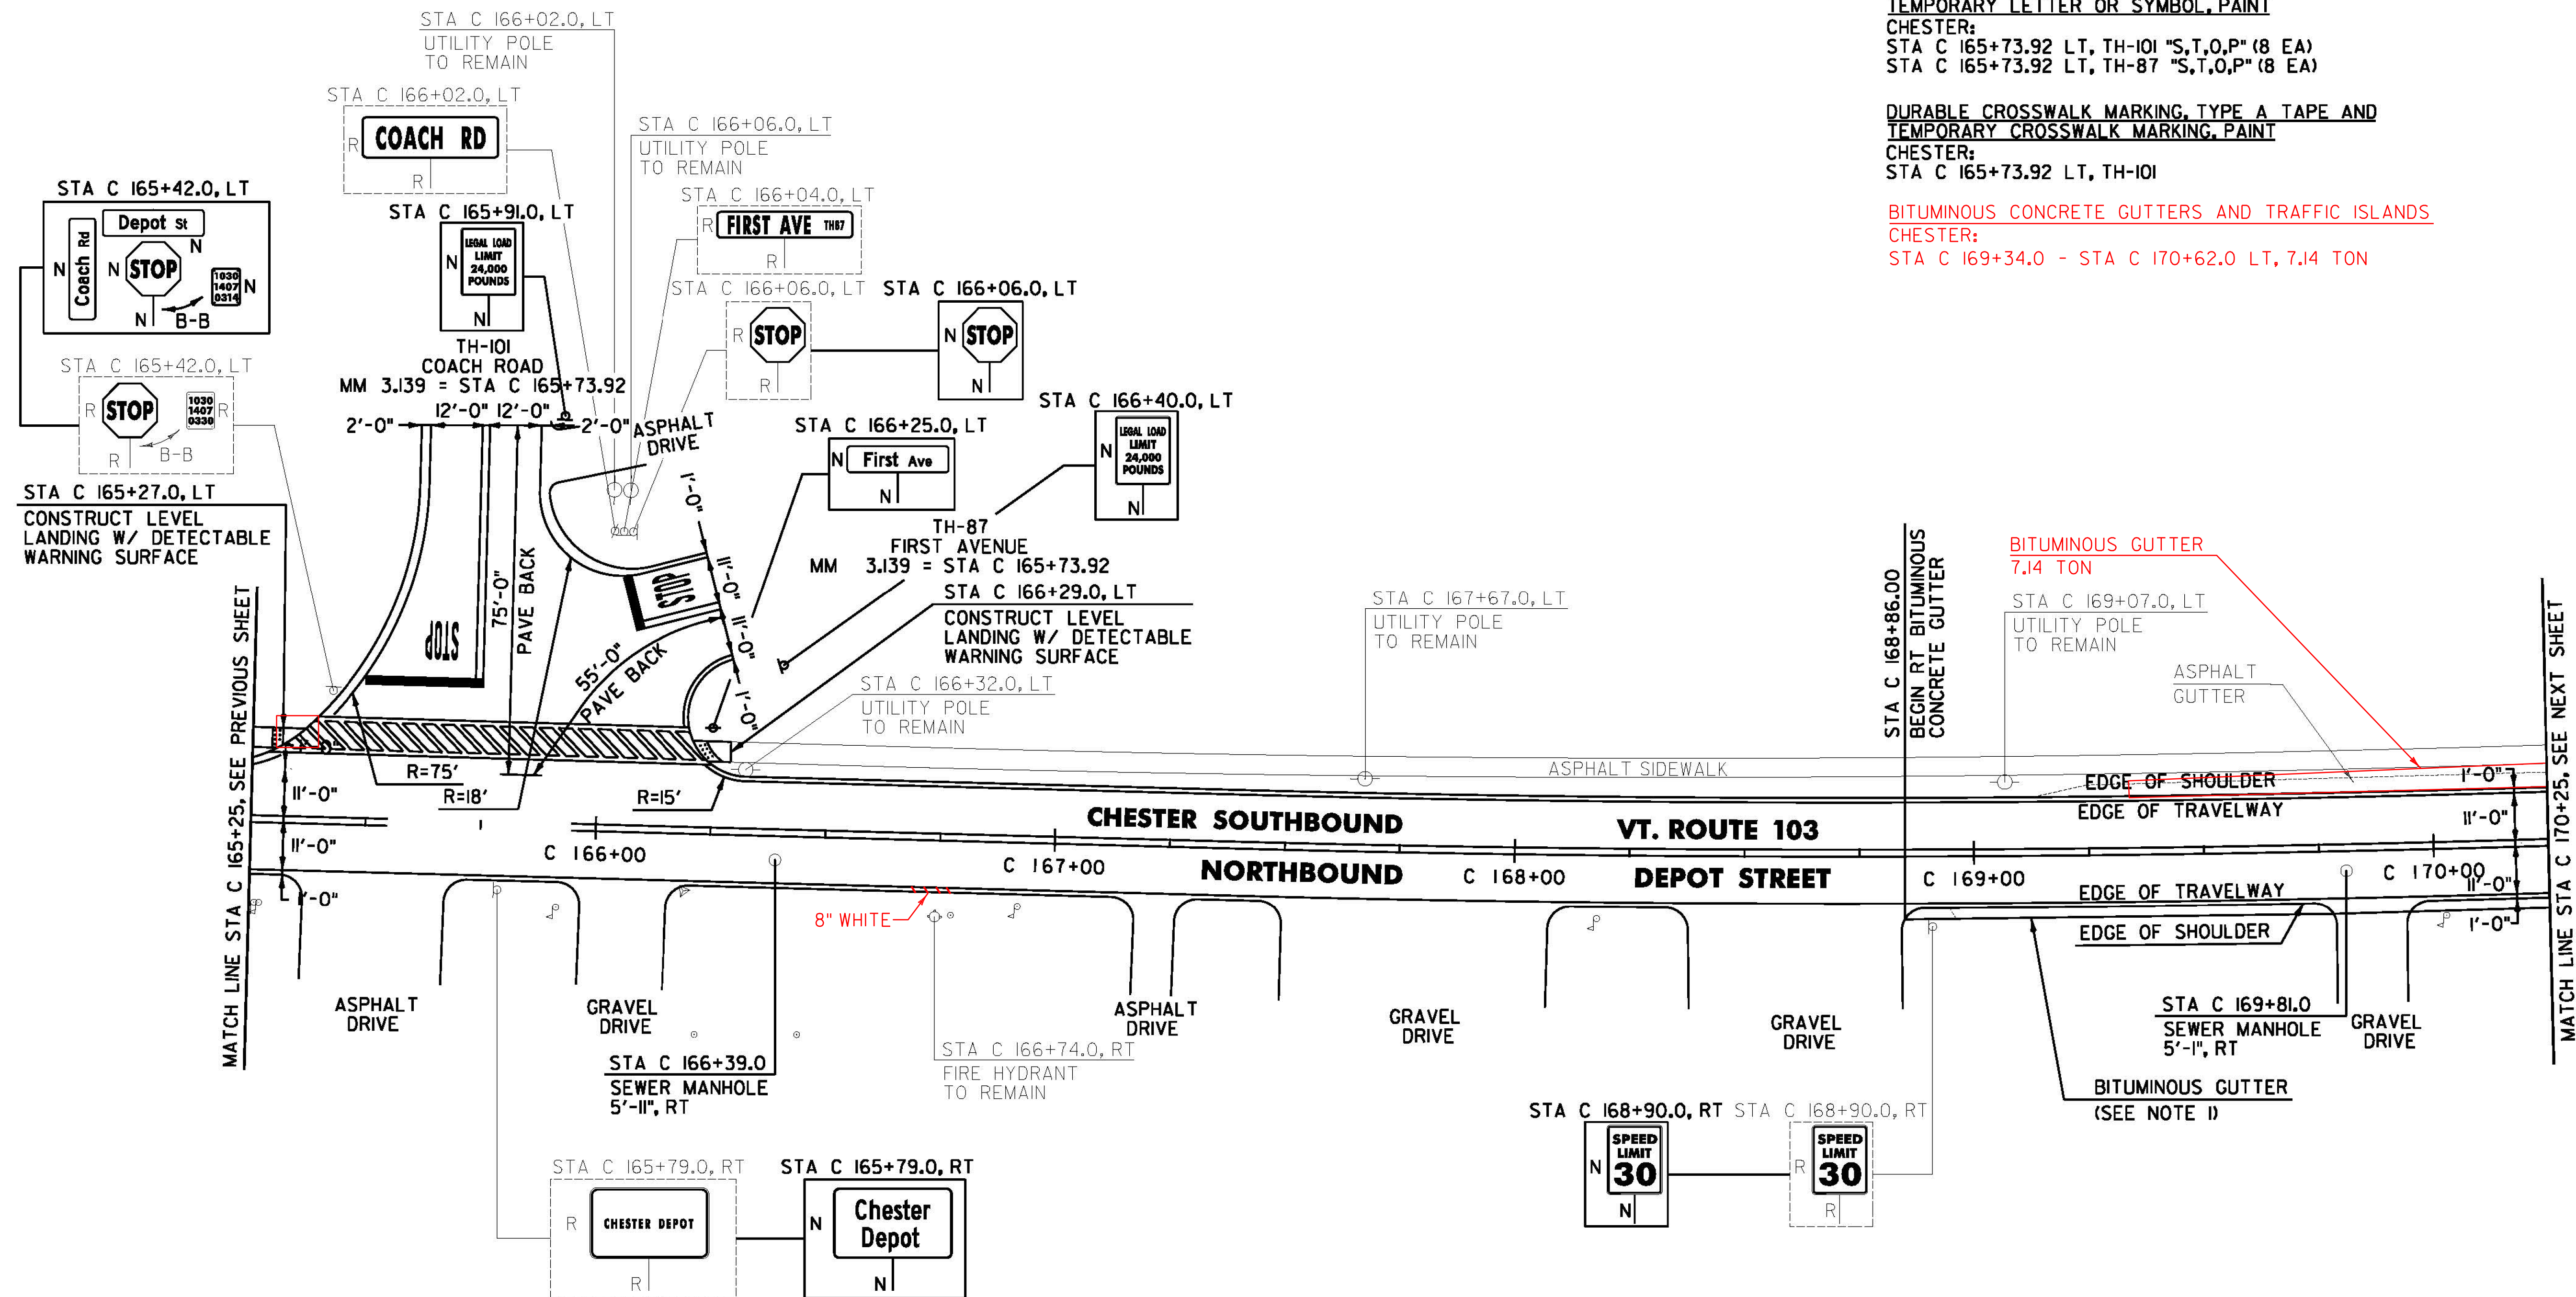 TEMPORARY LETTER OR SYMBOL, PAINT
CHESTER:
STA C 165+73.92 LT, TH-101 "S,T,O,P" (8 EA)
STA C 165+73.92 LT, TH-87 "S,T,O,P" (8 EA)
DURABLE CROSSWALK MARKING, TYPE A TAPE AND
TEMPORARY CROSSWALK MARKING, PAINT
CHESTER:
STA C 165+73.92 LT, TH-101
BITUMINOUS CONCRETE GUTTERS AND TRAFFIC ISLANDS
CHESTER:
STA C 169+34.0 - STA C 170+62.0 LT, 7.14 TON
STA C 166+02.0, LT
UTILITY POLE
TO REMAIN
STA C 166+02.0, LT
R
COACH RD
R
STA C 166+06.0, LT
UTILITY POLE
TO REMAIN
STA C 166+04.0, LT
R
FIRST AVE TH87
R
STA C 165+42.0, LT
Depot St
N
N
Coach Rd
N
STOP
1030
1407
0314
N
N
B-B
STA C 165+42.0, LT
R
STOP
1030
1407
0330
R
R
B-B
STA C 165+91.0, LT
N
LEGAL LOAD
LIMIT
24,000
POUNDS
N
STA C 166+06.0, LT
R
STOP
R
STA C 166+06.0, LT
N
STOP
N
TH-101
COACH ROAD
MM 3.139 = STA C 165+73.92
2'-0"
12'-0"
12'-0"
2'-0"
ASPHALT
DRIVE
STA C 166+25.0, LT
N
First Ave
N
STA C 166+40.0, LT
N
LEGAL LOAD
LIMIT
24,000
POUNDS
N
STA C 165+27.0, LT
CONSTRUCT LEVEL
LANDING W/ DETECTABLE
WARNING SURFACE
1'-0"
11'-0"
11'-0"
1'-0"
TH-87
FIRST AVENUE
MM 3.139 = STA C 165+73.92
STA C 166+29.0, LT
CONSTRUCT LEVEL
LANDING W/ DETECTABLE
WARNING SURFACE
75'-0"
PAVE BACK
STOP
STOP
55'-0"
PAVE BACK
STA C 166+32.0, LT
UTILITY POLE
TO REMAIN
STA C 167+67.0, LT
UTILITY POLE
TO REMAIN
STA C 168+86.00
BEGIN RT BITUMINOUS
CONCRETE GUTTER
BITUMINOUS GUTTER
7.14 TON
STA C 169+07.0, LT
UTILITY POLE
TO REMAIN
ASPHALT
GUTTER
MATCH LINE STA C 165+25, SEE PREVIOUS SHEET
MATCH LINE STA C 170+25, SEE NEXT SHEET
R=75'
R=18'
R=15'
ASPHALT SIDEWALK
EDGE OF SHOULDER
EDGE OF TRAVELWAY
1'-0"
11'-0"
11'-0"
1'-0"
11'-0"
11'-0"
1'-0"
CHESTER SOUTHBOUND
VT. ROUTE 103
NORTHBOUND
DEPOT STREET
C 166+00
C 167+00
C 168+00
C 169+00
C 170+00
EDGE OF TRAVELWAY
EDGE OF SHOULDER
8" WHITE
ASPHALT
DRIVE
GRAVEL
DRIVE
ASPHALT
DRIVE
GRAVEL
DRIVE
GRAVEL
DRIVE
GRAVEL
DRIVE
STA C 166+39.0
SEWER MANHOLE
5'-11", RT
STA C 166+74.0, RT
FIRE HYDRANT
TO REMAIN
STA C 169+81.0
SEWER MANHOLE
5'-1", RT
BITUMINOUS GUTTER
(SEE NOTE 1)
STA C 165+79.0, RT
R
CHESTER DEPOT
R
STA C 165+79.0, RT
N
Chester
Depot
N
STA C 168+90.0, RT
N
SPEED
LIMIT
30
N
STA C 168+90.0, RT
R
SPEED
LIMIT
30
R